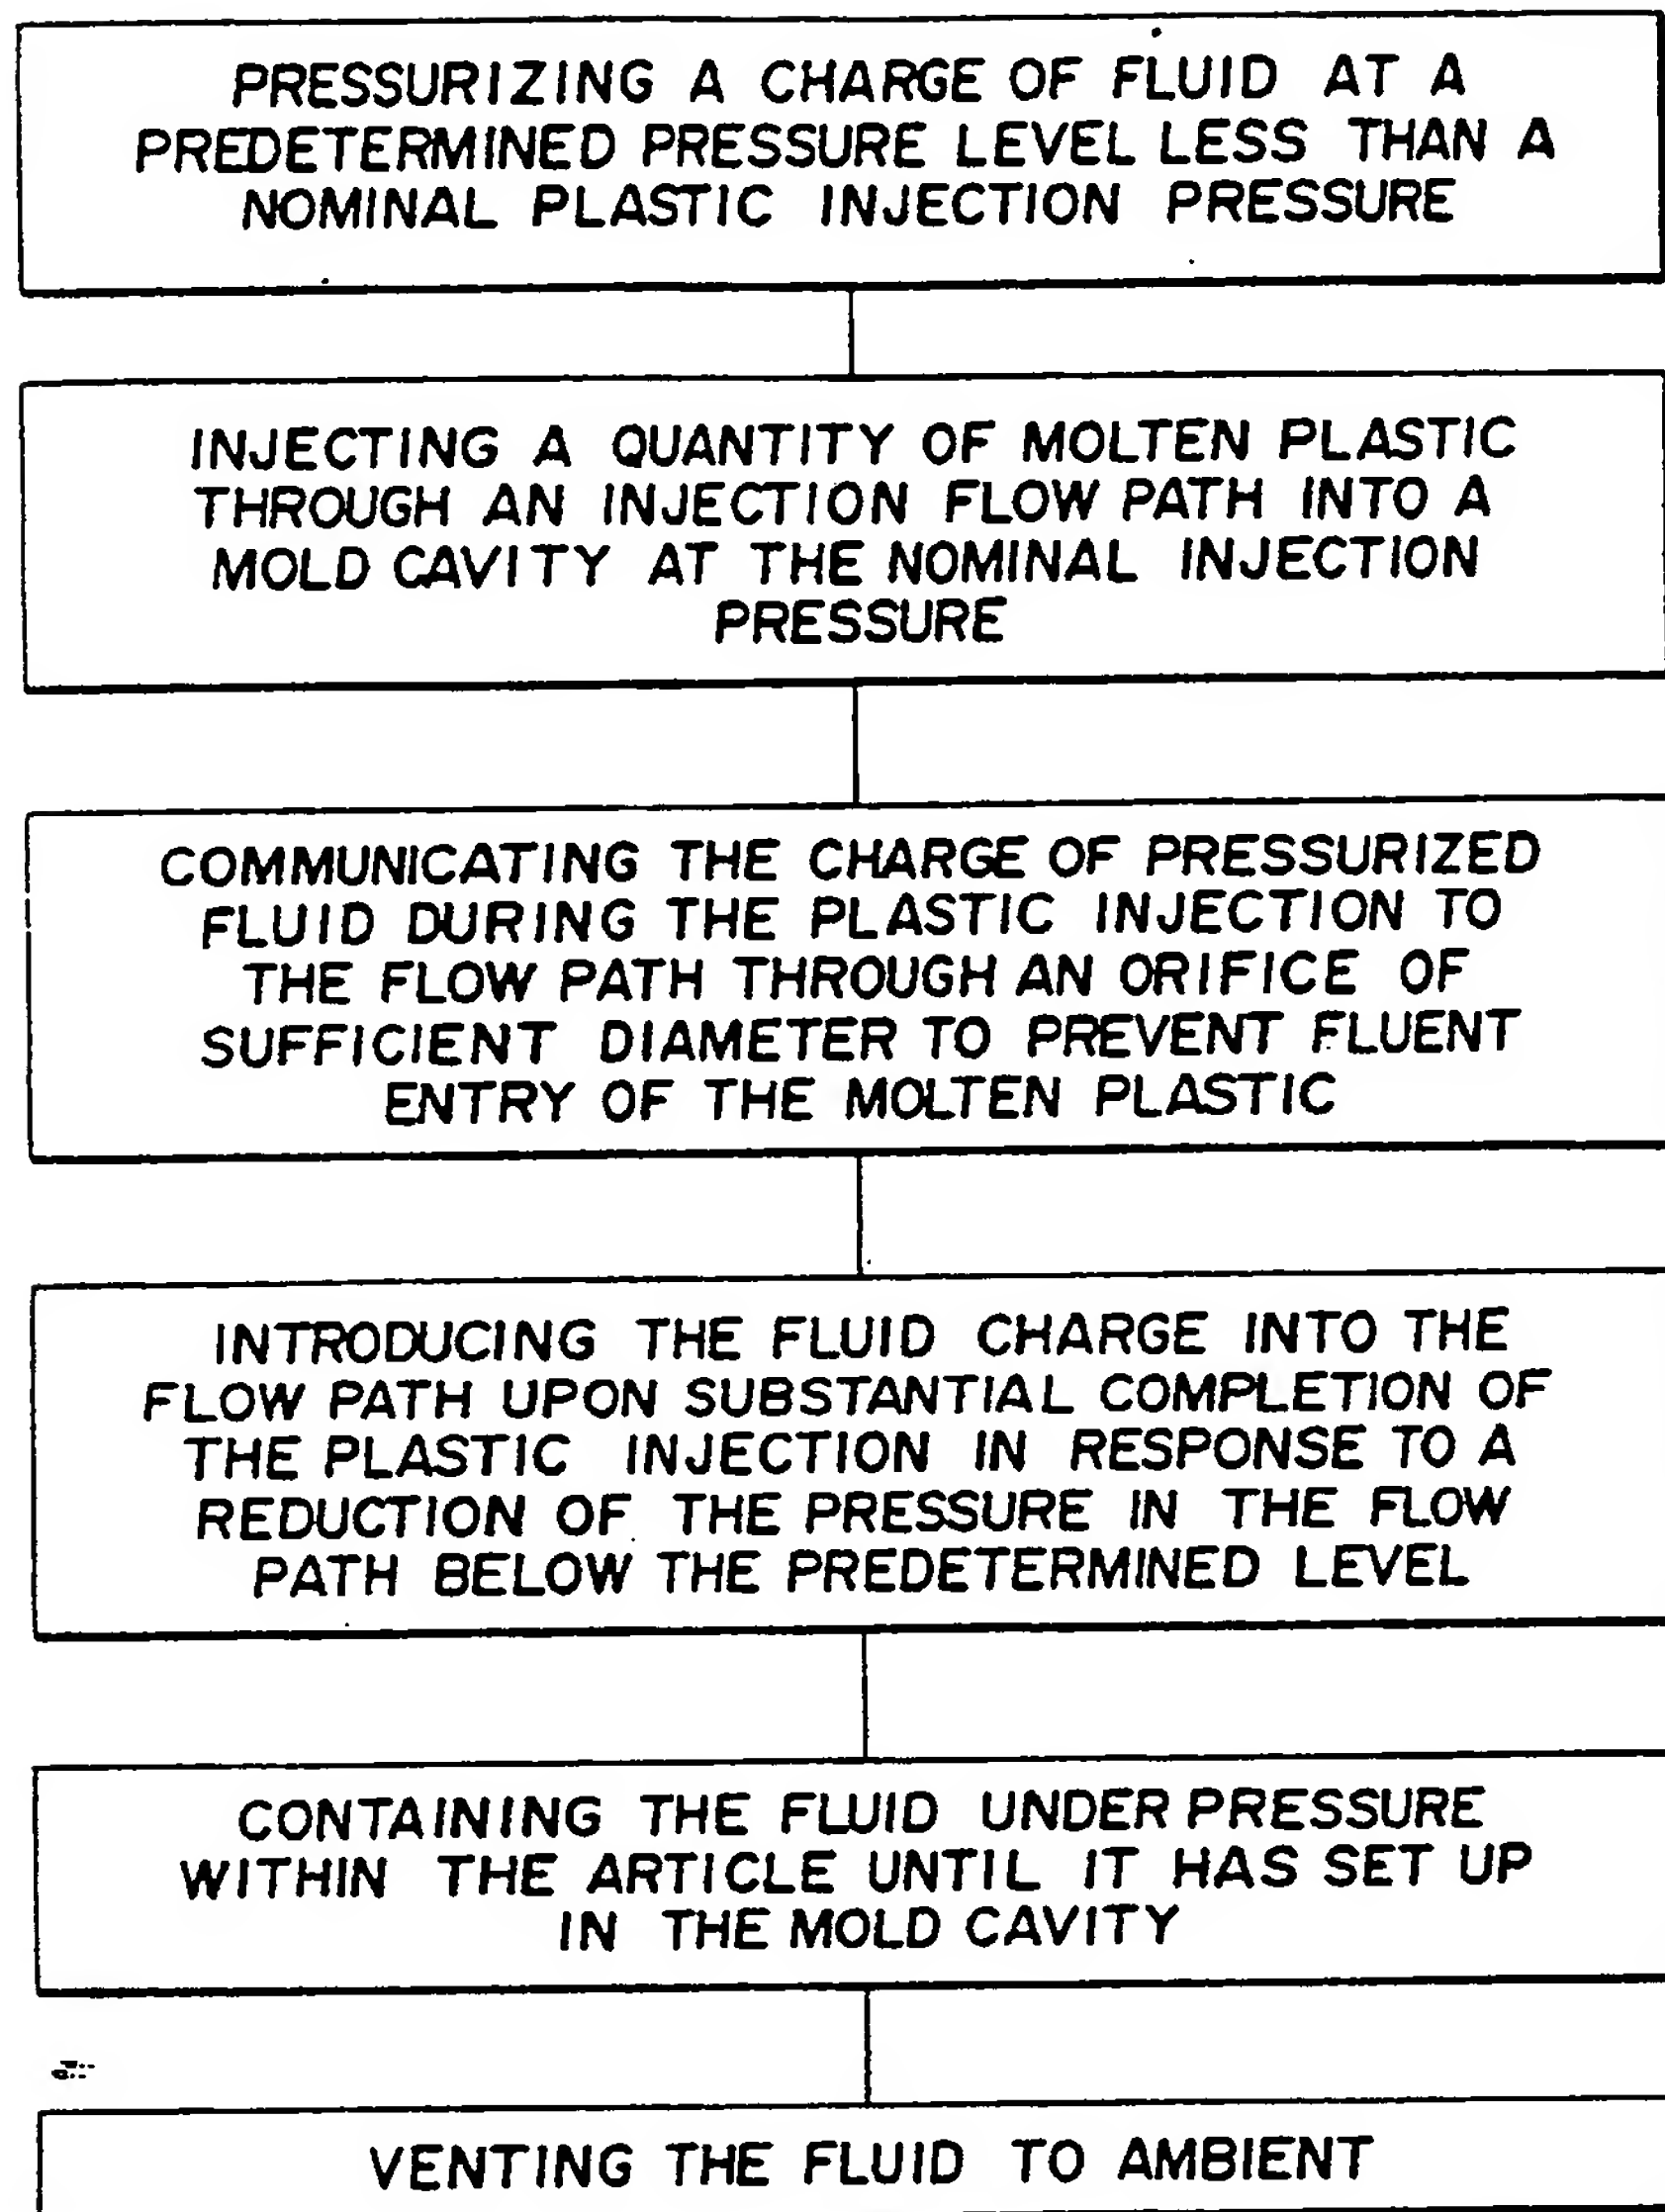 PRESSURIZING A CHARGE OF FLUID AT A
PREDETERMINED PRESSURE LEVEL LESS THAN A
NOMINAL PLASTIC INJECTION PRESSURE
INJECTING A QUANTITY OF MOLTEN PLASTIC
THROUGH AN INJECTION FLOW PATH INTO A
MOLD CAVITY AT THE NOMINAL INJECTION
PRESSURE
COMMUNICATING THE CHARGE OF PRESSURIZED
FLUID DURING THE PLASTIC INJECTION TO
THE FLOW PATH THROUGH AN ORIFICE OF
SUFFICIENT DIAMETER TO PREVENT FLUENT
ENTRY OF THE MOLTEN PLASTIC
INTRODUCING THE FLUID CHARGE INTO THE
FLOW PATH UPON SUBSTANTIAL COMPLETION OF
THE PLASTIC INJECTION IN RESPONSE TO A
REDUCTION OF THE PRESSURE IN THE FLOW
PATH BELOW THE PREDETERMINED LEVEL
CONTAINING THE FLUID UNDER PRESSURE
WITHIN THE ARTICLE UNTIL IT HAS SET UP
IN THE MOLD CAVITY
VENTING THE FLUID TO AMBIENT